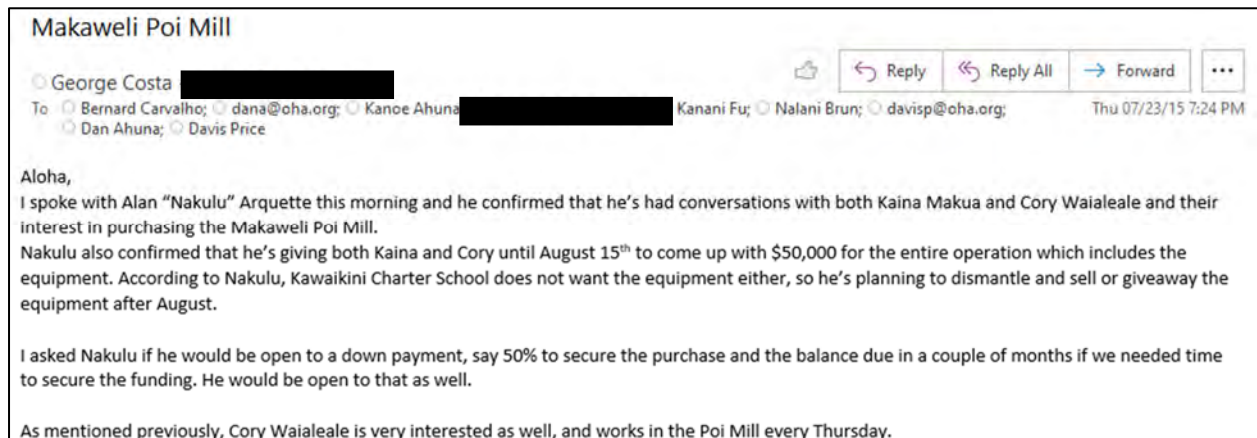 Makaweli Poi Mill
George Costa
Reply Reply All Forward ...
To Bernard Carvalho; dana@oha.org; Kanoe Ahuna Kanani Fu; Nalani Brun; davisp@oha.org; Thu 07/23/15 7:24 PM
Dan Ahuna; Davis Price
Aloha,
I spoke with Alan “Nakulu” Arquette this morning and he confirmed that he’s had conversations with both Kaina Makua and Cory Waialeale and their
interest in purchasing the Makaweli Poi Mill.
Nakulu also confirmed that he’s giving both Kaina and Cory until August 15th to come up with $50,000 for the entire operation which includes the
equipment. According to Nakulu, Kawaikini Charter School does not want the equipment either, so he’s planning to dismantle and sell or giveaway the
equipment after August.
I asked Nakulu if he would be open to a down payment, say 50% to secure the purchase and the balance due in a couple of months if we needed time
to secure the funding. He would be open to that as well.
As mentioned previously, Cory Waialeale is very interested as well, and works in the Poi Mill every Thursday.